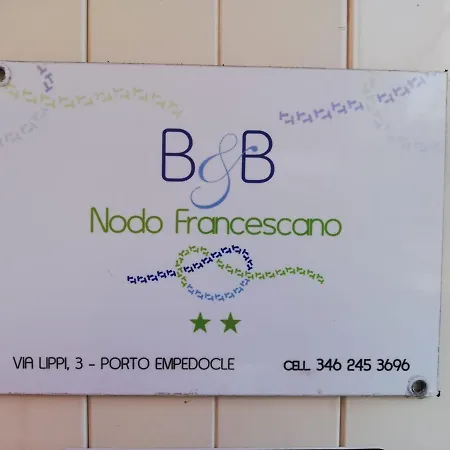 B&B
Nodo Francescano
VIA LIPPI, 3 - PORTO EMPEDOCLE CELL. 346 245 3696